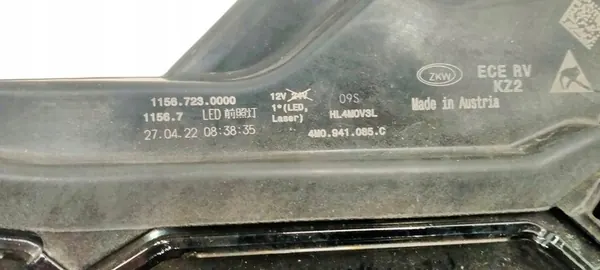 1156.723.0000
1156.7 LED 前照灯
27.04.22 08:38:35
12V 24V
1*(LED,
Laser)
09S
HL4M0V3L
4M0.941.085.C
ZKW
ECE RV
KZ2
Made in Austria